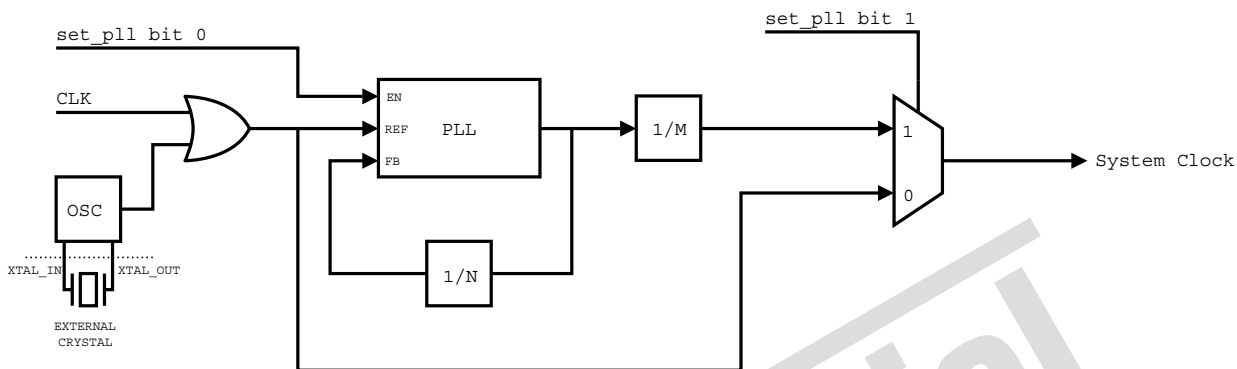 set_pll bit 0
set_pll bit 1
CLK
EN
REF
PLL
FB
1/M
1
0
System Clock
OSC
XTAL_IN
XTAL_OUT
1/N
EXTERNAL
CRYSTAL